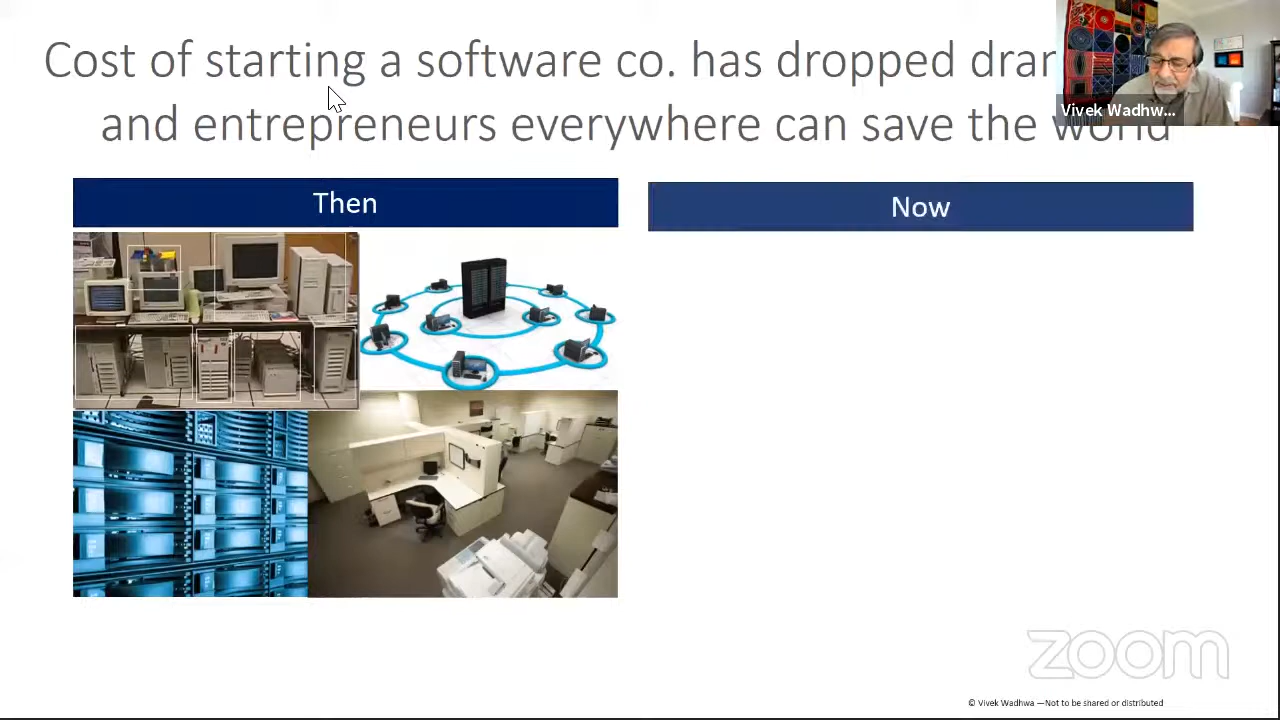 Cost of starting a software co. has dropped
and entrepreneurs everywhere can save the world
Vivek Wadhw...
Then
Now
zoom
© Vivek Wadhwa —Not to be shared or distributed